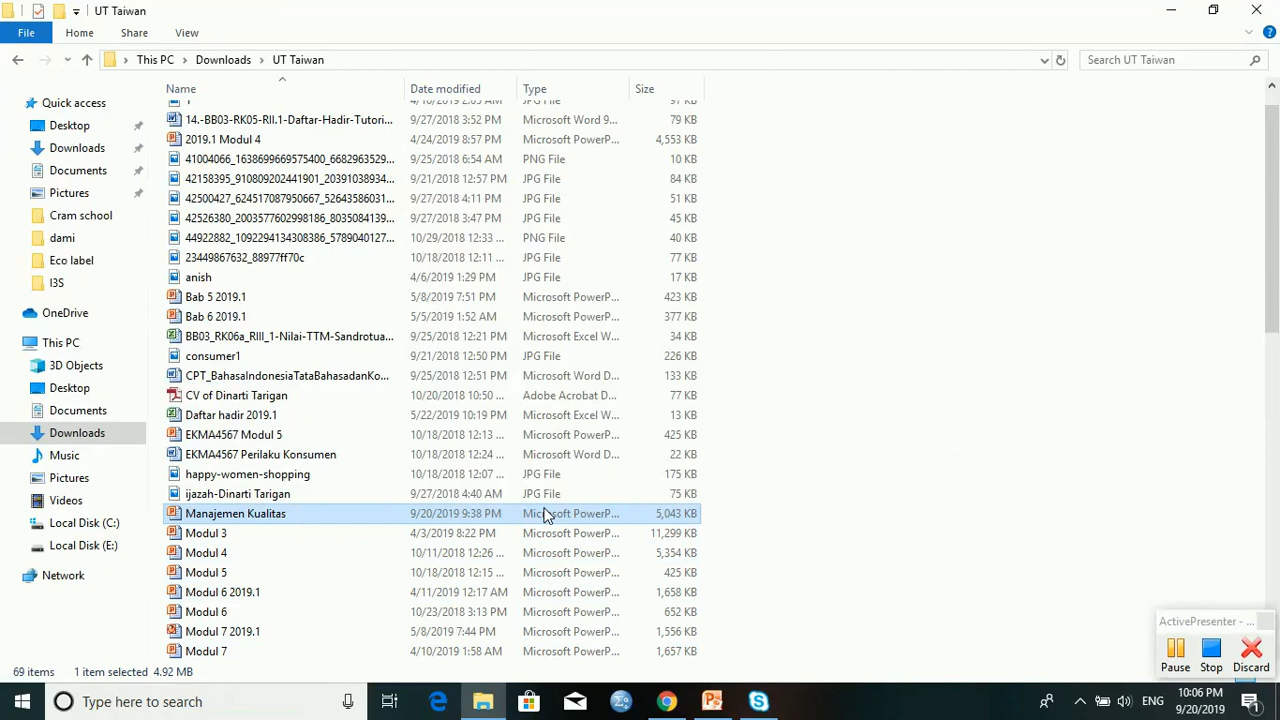 UT Taiwan
File Home Share View
This PC Downloads UT Taiwan Search UT Taiwan
Name Date modified Type Size
14.-BB03-RK05-RII.1-Daftar-Hadir-Tutori... 9/27/2018 3:52 PM Microsoft Word 9... 79 KB
2019.1 Modul 4 4/24/2019 8:57 PM Microsoft PowerP... 4,553 KB
41004066_1638699669575400_6682963529... 9/25/2018 6:54 AM PNG File 10 KB
42158395_910809202441901_20391038934... 9/21/2018 12:57 PM JPG File 84 KB
42500427_624517087950667_52643586031... 9/27/2018 4:11 PM JPG File 51 KB
42526380_2003577602998186_8035084139... 9/27/2018 3:47 PM JPG File 45 KB
44922882_1092294134308386_5789040127... 10/29/2018 12:33 ... PNG File 40 KB
23449867632_88977ff70c 10/18/2018 12:11 ... JPG File 77 KB
anish 4/6/2019 1:29 PM JPG File 17 KB
Bab 5 2019.1 5/8/2019 7:51 PM Microsoft PowerP... 423 KB
Bab 6 2019.1 5/5/2019 1:52 AM Microsoft PowerP... 377 KB
BB03_RK06a_RIII_1-Nilai-TTM-Sandrotua... 9/25/2018 12:21 PM Microsoft Excel W... 34 KB
consumer1 9/21/2018 12:50 PM JPG File 226 KB
CPT_BahasaIndonesiaTataBahasadanKo... 9/25/2018 12:51 PM Microsoft Word D... 133 KB
CV of Dinarti Tarigan 10/20/2018 10:50 ... Adobe Acrobat D... 77 KB
Daftar hadir 2019.1 5/22/2019 10:19 PM Microsoft Excel W... 13 KB
EKMA4567 Modul 5 10/18/2018 12:13 ... Microsoft PowerP... 425 KB
EKMA4567 Perilaku Konsumen 10/18/2018 12:24 ... Microsoft Word D... 22 KB
happy-women-shopping 10/18/2018 12:07 ... JPG File 175 KB
ijazah-Dinarti Tarigan 9/27/2018 4:40 AM JPG File 75 KB
Manajemen Kualitas 9/20/2019 9:38 PM Microsoft PowerP... 5,043 KB
Modul 3 4/3/2019 8:22 PM Microsoft PowerP... 11,299 KB
Modul 4 10/11/2018 12:26 ... Microsoft PowerP... 5,354 KB
Modul 5 10/18/2018 12:15 ... Microsoft PowerP... 425 KB
Modul 6 2019.1 4/11/2019 12:17 AM Microsoft PowerP... 1,658 KB
Modul 6 10/23/2018 3:13 PM Microsoft PowerP... 652 KB
Modul 7 2019.1 5/8/2019 7:44 PM Microsoft PowerP... 1,556 KB
Modul 7 4/10/2019 1:58 AM Microsoft PowerP... 1,657 KB
Quick access
Desktop
Downloads
Documents
Pictures
Cram school
dami
Eco label
I3S
OneDrive
This PC
3D Objects
Desktop
Documents
Downloads
Music
Pictures
Videos
Local Disk (C:)
Local Disk (E:)
Network
ActivePresenter - ...
Pause Stop Discard
69 items 1 item selected 4.92 MB
Type here to search
ENG
10:06 PM
9/20/2019
1